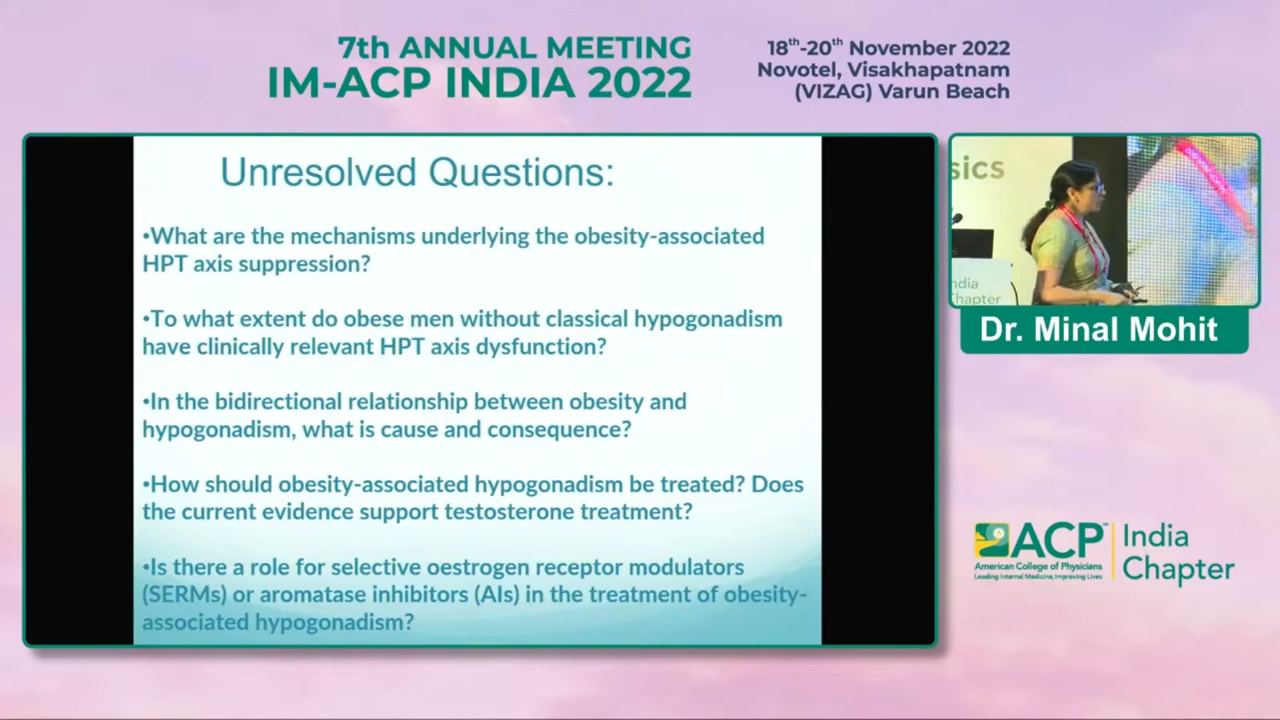 7th ANNUAL MEETING
IM-ACP INDIA 2022
18th-20th November 2022
Novotel, Visakhapatnam
(VIZAG) Varun Beach
Unresolved Questions:
•What are the mechanisms underlying the obesity-associated
HPT axis suppression?
•To what extent do obese men without classical hypogonadism
have clinically relevant HPT axis dysfunction?
•In the bidirectional relationship between obesity and
hypogonadism, what is cause and consequence?
•How should obesity-associated hypogonadism be treated? Does
the current evidence support testosterone treatment?
•Is there a role for selective oestrogen receptor modulators
(SERMs) or aromatase inhibitors (AIs) in the treatment of obesity-
associated hypogonadism?
sics
ndia
hapter
Dr. Minal Mohit
ACP
American College of Physicians
Leading Internal Medicine, Improving Lives
India
Chapter